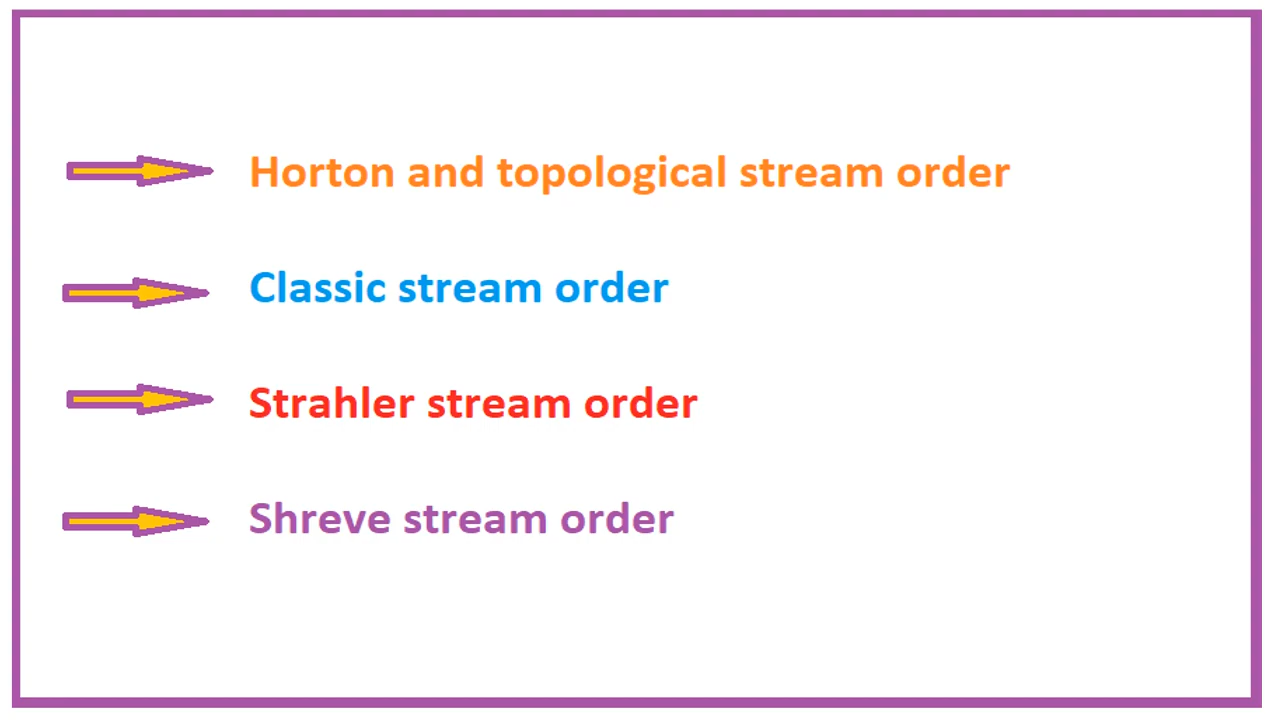 Horton and topological stream order
Classic stream order
Strahler stream order
Shreve stream order